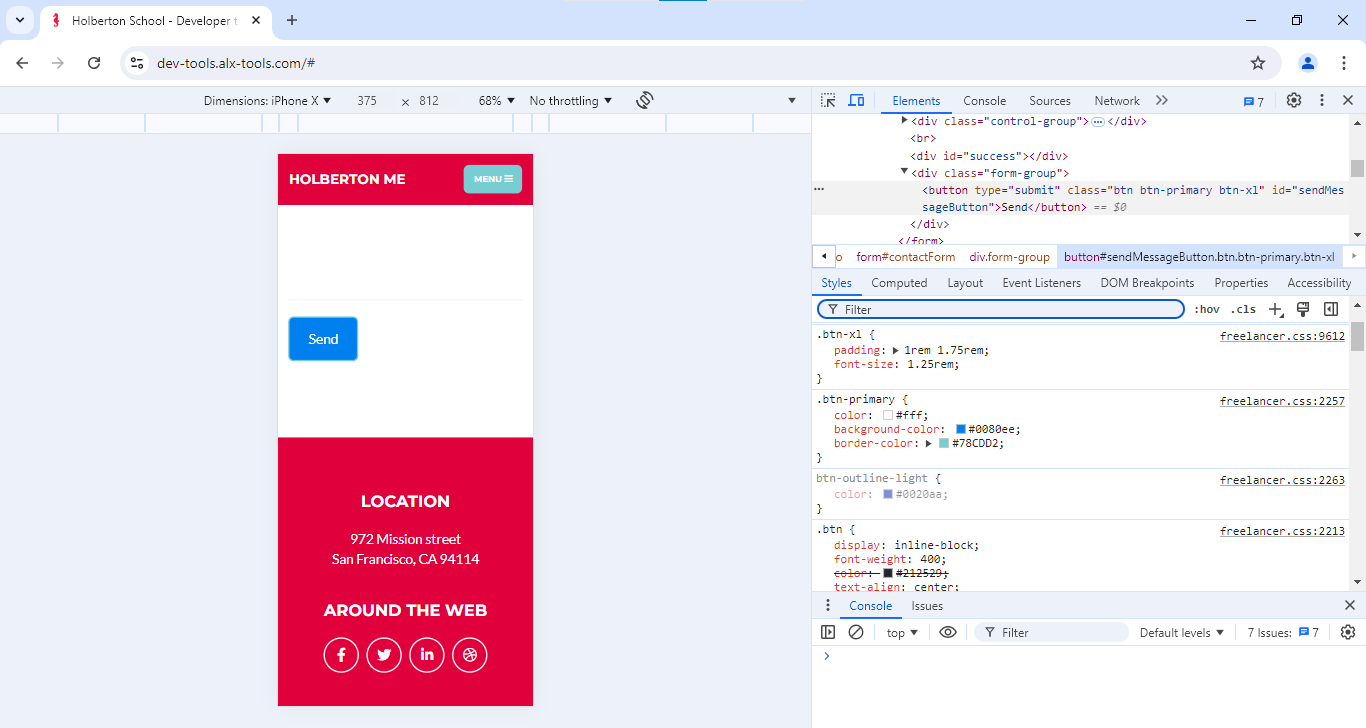 Holberton School - Developer t
dev-tools.alx-tools.com/#
Dimensions: iPhone X 375 × 812 68% No throttling
HOLBERTON ME
MENU
Send
LOCATION
972 Mission street
San Francisco, CA 94114
AROUND THE WEB
Elements Console Sources Network 7
<div class="control-group"> </div>
<br>
<div id="success"></div>
<div class="form-group">
<button type="submit" class="btn btn-primary btn-xl" id="sendMes
sageButton">Send</button> == $0
</div>
</form>
o form#contactForm div.form-group button#sendMessageButton.btn.btn-primary.btn-xl
Styles Computed Layout Event Listeners DOM Breakpoints Properties Accessibility
Filter :hov .cls
.btn-xl { freelancer.css:9612
padding: 1rem 1.75rem;
font-size: 1.25rem;
}
.btn-primary { freelancer.css:2257
color: #fff;
background-color: #0080ee;
border-color: #78CDD2;
}
btn-outline-light { freelancer.css:2263
color: #0020aa;
}
.btn { freelancer.css:2213
display: inline-block;
font-weight: 400;
color: #212529;
text-align: center;
Console Issues
top Filter Default levels 7 Issues: 7